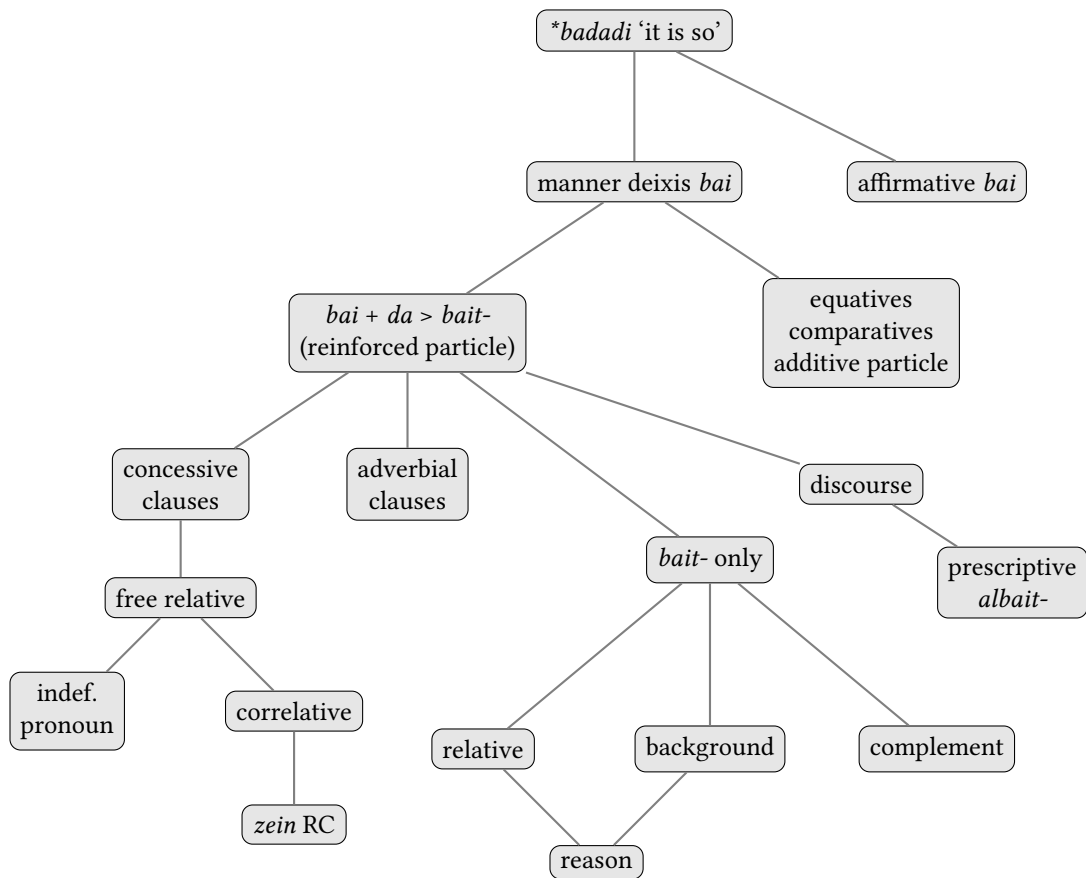 *badadi ‘it is so’
manner deixis bai
affirmative bai
bai + da > bait-
(reinforced particle)
equatives
comparatives
additive particle
concessive
clauses
adverbial
clauses
discourse
bait- only
prescriptive
albait-
free relative
indef.
pronoun
correlative
relative
background
complement
zein RC
reason